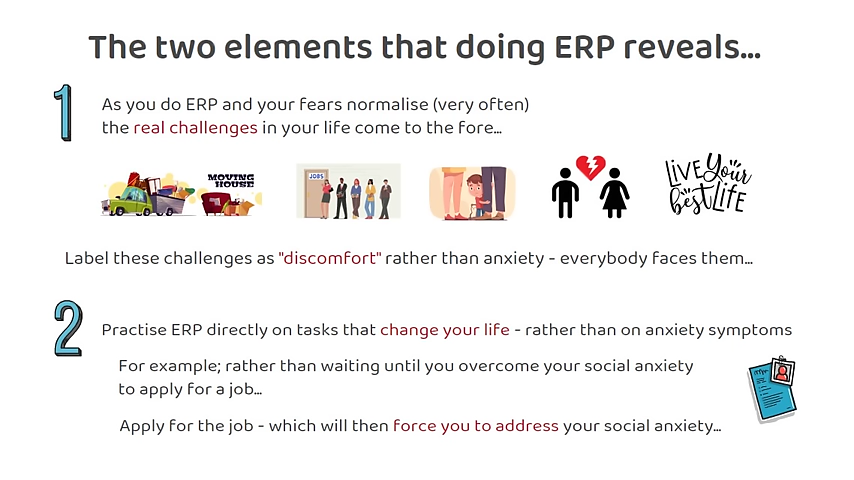 The two elements that doing ERP reveals...
1
As you do ERP and your fears normalise (very often)
the real challenges in your life come to the fore...
MOVING
HOUSE
JOBS
LIVE Your
best LIFE
Label these challenges as "discomfort" rather than anxiety - everybody faces them...
2
Practise ERP directly on tasks that change your life - rather than on anxiety symptoms
For example; rather than waiting until you overcome your social anxiety
to apply for a job...
Apply for the job - which will then force you to address your social anxiety...